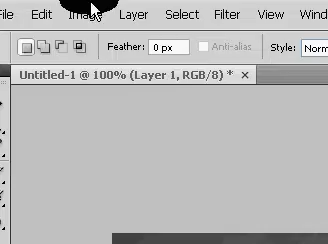 File Edit Image Layer Select Filter View Wind
Feather: 0 px Anti-alias Style: Norm
Untitled-1 @ 100% (Layer 1, RGB/8) * ×